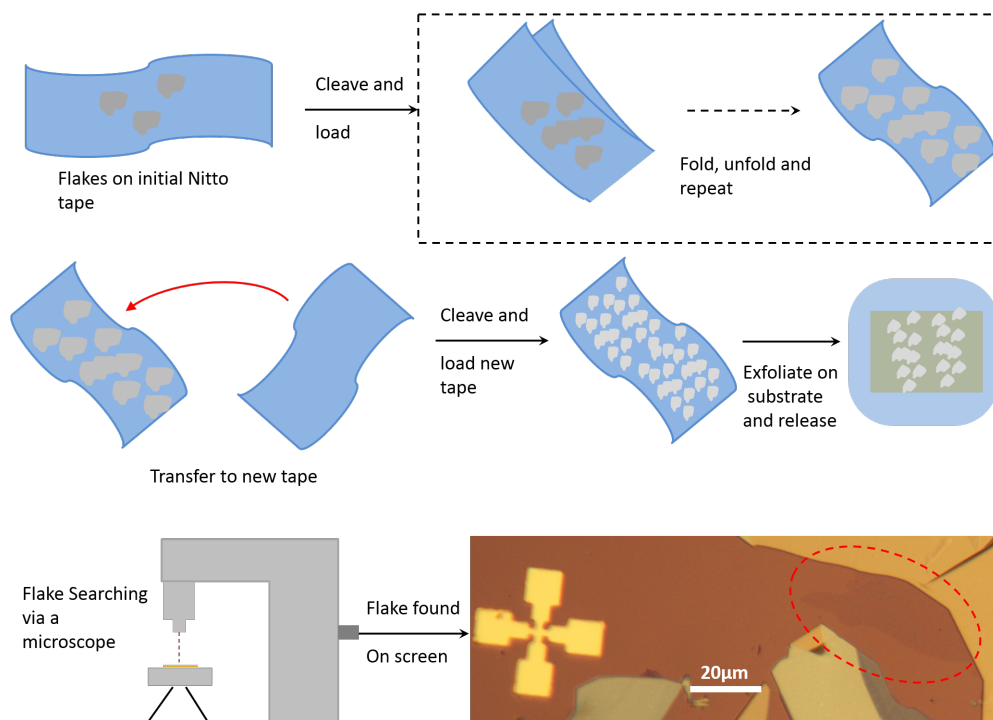 Cleave and
load
Flakes on initial Nitto
tape
Fold, unfold and
repeat
Transfer to new tape
Cleave and
load new
tape
Exfoliate on
substrate
and release
Flake Searching
via a
microscope
Flake found
On screen
20μm